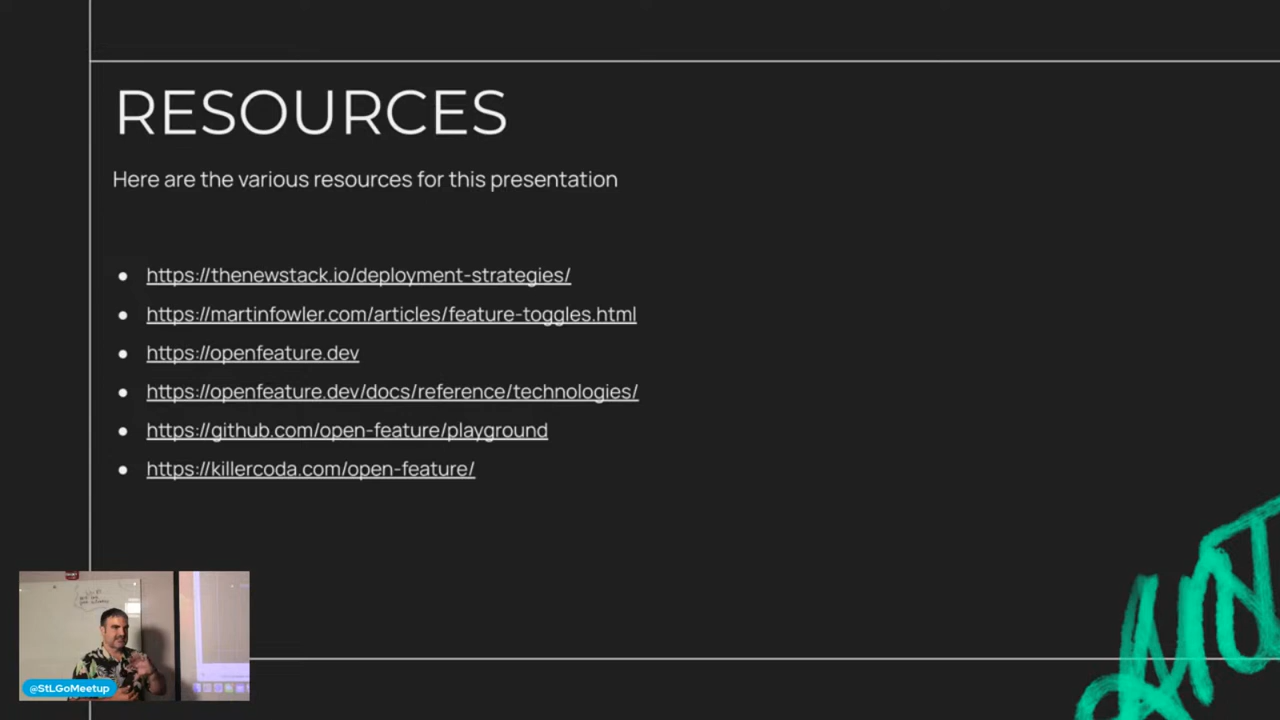 RESOURCES
Here are the various resources for this presentation
https://thenewstack.io/deployment-strategies/
https://martinfowler.com/articles/feature-toggles.html
https://openfeature.dev
https://openfeature.dev/docs/reference/technologies/
https://github.com/open-feature/playground
https://killercoda.com/open-feature/
@StLGoMeetup